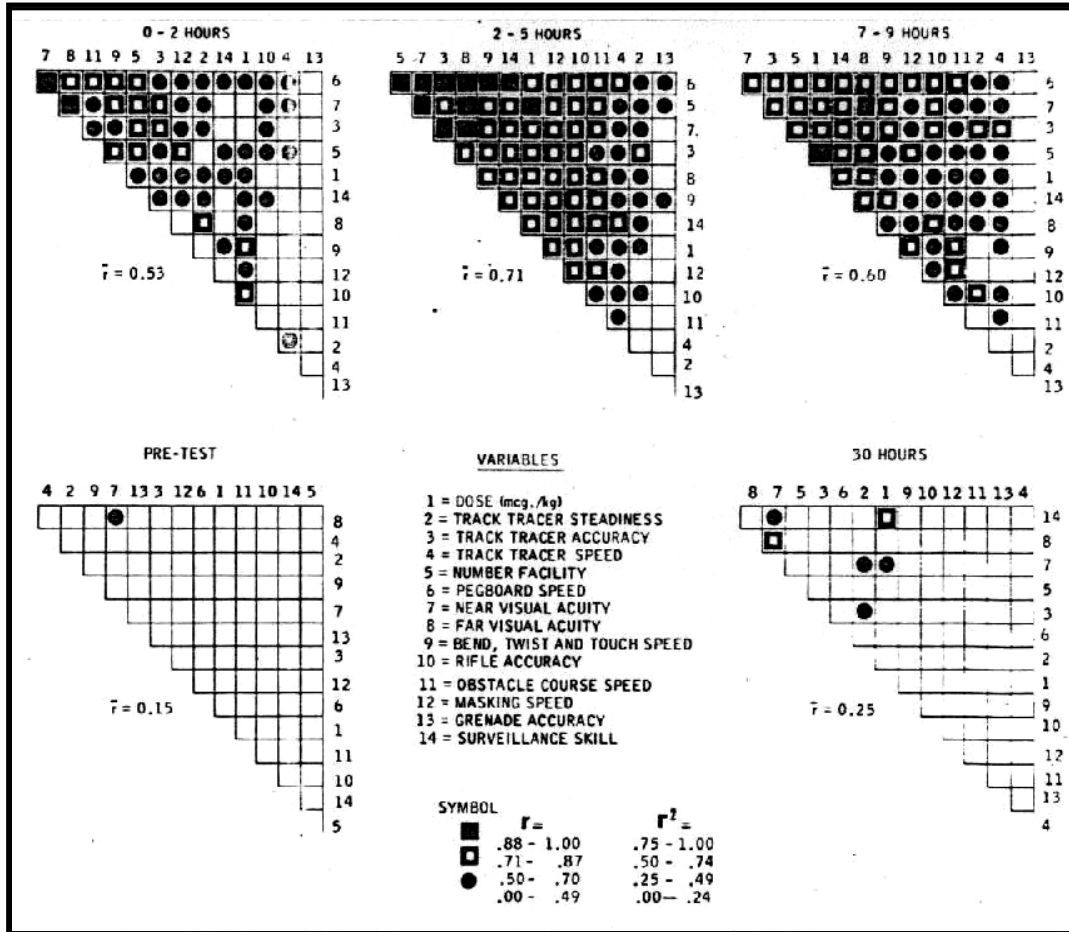 0 - 2 HOURS
7 8 11 9 5 3 12 2 14 1 10 4 13
6
7
3
5
1
14
8
9
12
10
11
2
4
13
r̄ = 0.53
2 - 5 HOURS
5 7 3 8 9 14 1 12 10 11 4 2 13
6
5
7.
3
8
9
14
1
12
10
11
4
2
13
r̄ = 0.71
7 - 9 HOURS
7 3 5 1 14 8 9 12 10 11 2 4 13
6
7
3
5
1
14
8
9
12
10
11
2
4
13
r̄ = 0.60
PRE-TEST
4 2 9 7 13 3 12 6 1 11 10 14 5
8
4
2
9
7
13
3
12
6
1
11
10
14
5
r̄ = 0.15
VARIABLES
1 = DOSE (mcg./kg)
2 = TRACK TRACER STEADINESS
3 = TRACK TRACER ACCURACY
4 = TRACK TRACER SPEED
5 = NUMBER FACILITY
6 = PEGBOARD SPEED
7 = NEAR VISUAL ACUITY
8 = FAR VISUAL ACUITY
9 = BEND, TWIST AND TOUCH SPEED
10 = RIFLE ACCURACY
11 = OBSTACLE COURSE SPEED
12 = MASKING SPEED
13 = GRENADE ACCURACY
14 = SURVEILLANCE SKILL
SYMBOL r= r²=
.88 - 1.00 .75 - 1.00
.71 - .87 .50 - .74
.50 - .70 .25 - .49
.00 - .49 .00— .24
30 HOURS
8 7 5 3 6 2 1 9 10 12 11 13 4
14
8
7
5
3
6
2
1
9
10
12
11
13
4
r̄ = 0.25